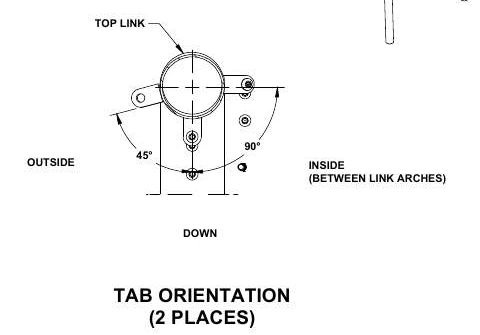 TOP LINK
45°
90°
OUTSIDE
INSIDE
(BETWEEN LINK ARCHES)
DOWN
TAB ORIENTATION
(2 PLACES)